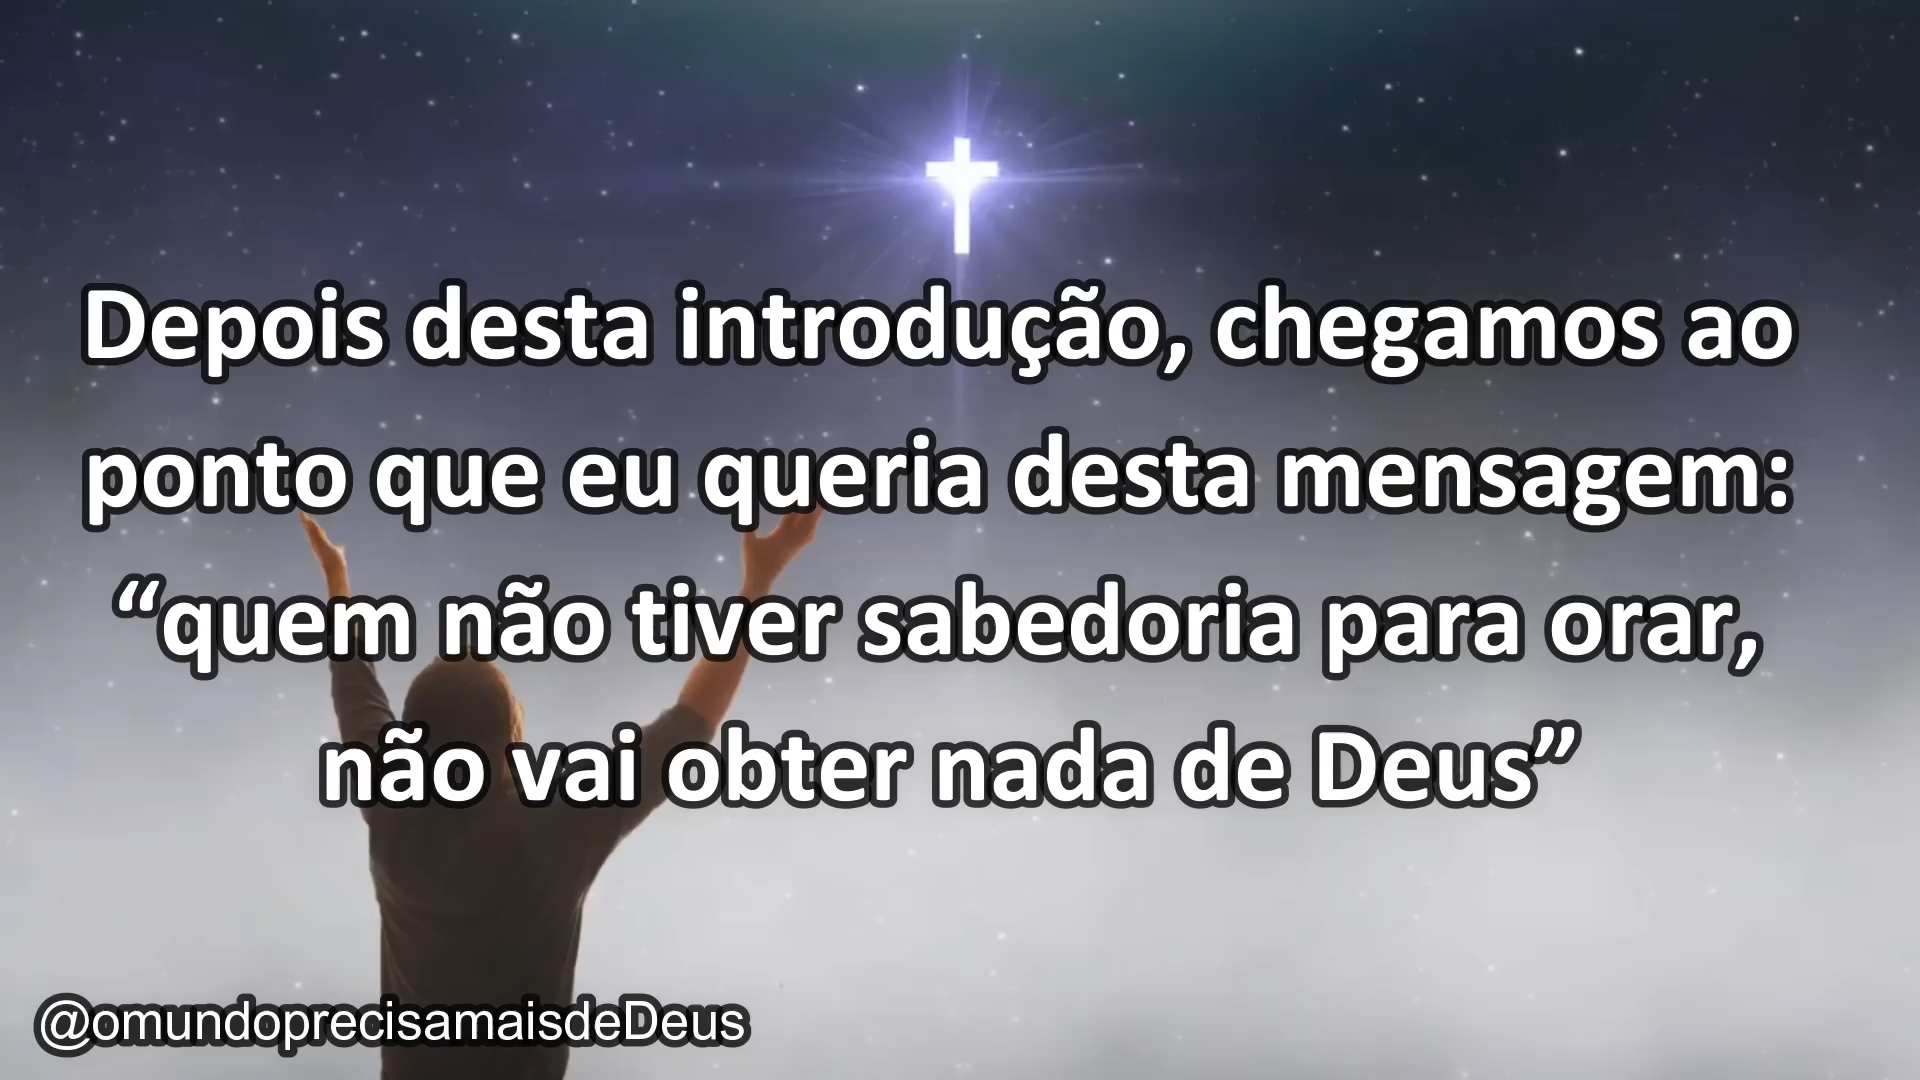 Depois desta introdução, chegamos ao
ponto que eu queria desta mensagem:
“quem não tiver sabedoria para orar,
não vai obter nada de Deus”
@omundoprecisamaisdeDeus